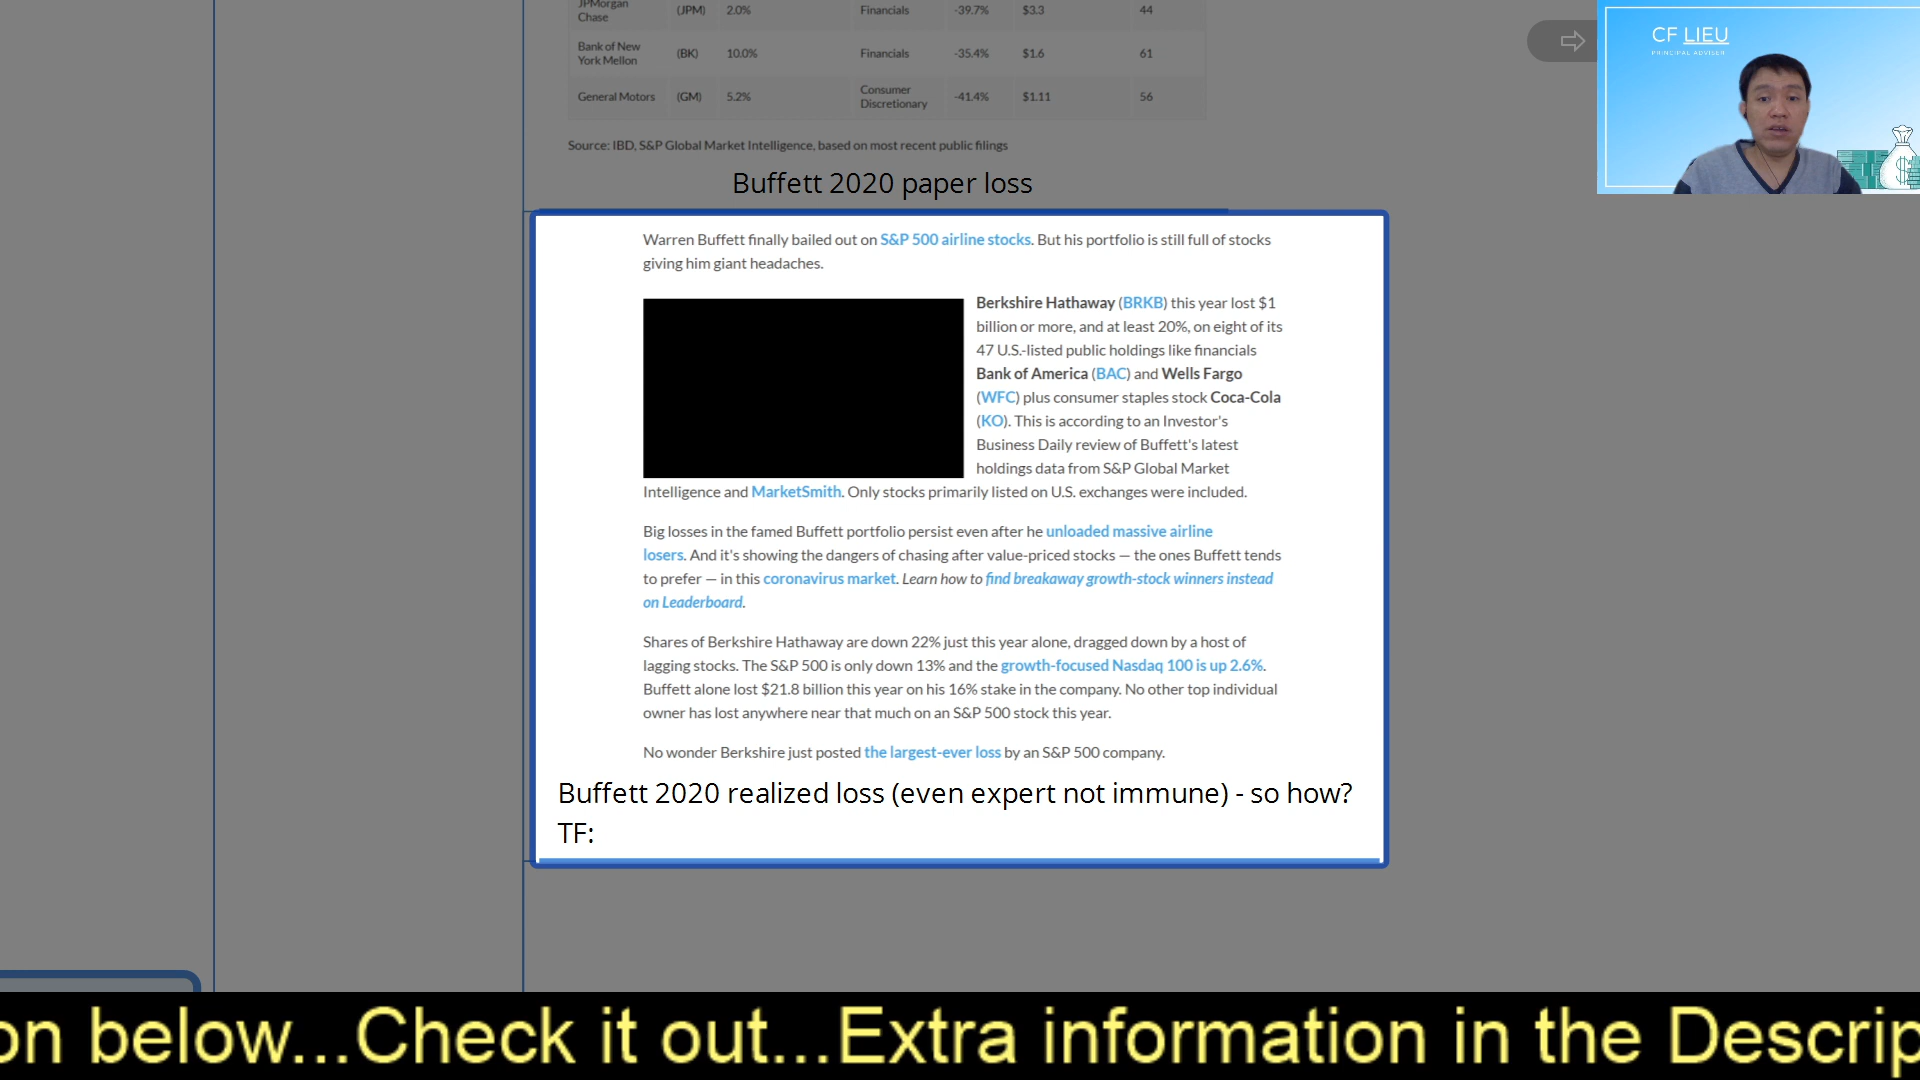 JPMorgan
Chase (JPM) 2.0% Financials -39.7% $3.3 44
Bank of New
York Mellon (BK) 10.0% Financials -35.4% $1.6 61
General Motors (GM) 5.2% Consumer
Discretionary -41.4% $1.11 56
Source: IBD, S&P Global Market Intelligence, based on most recent public filings
Buffett 2020 paper loss
CF LIEU
PRINCIPAL ADVISER
Warren Buffett finally bailed out on S&P 500 airline stocks. But his portfolio is still full of stocks
giving him giant headaches.
Berkshire Hathaway (BRKB) this year lost $1
billion or more, and at least 20%, on eight of its
47 U.S.-listed public holdings like financials
Bank of America (BAC) and Wells Fargo
(WFC) plus consumer staples stock Coca-Cola
(KO). This is according to an Investor's
Business Daily review of Buffett's latest
holdings data from S&P Global Market
Intelligence and MarketSmith. Only stocks primarily listed on U.S. exchanges were included.
Big losses in the famed Buffett portfolio persist even after he unloaded massive airline
losers. And it's showing the dangers of chasing after value-priced stocks — the ones Buffett tends
to prefer — in this coronavirus market. Learn how to find breakaway growth-stock winners instead
on Leaderboard.
Shares of Berkshire Hathaway are down 22% just this year alone, dragged down by a host of
lagging stocks. The S&P 500 is only down 13% and the growth-focused Nasdaq 100 is up 2.6%.
Buffett alone lost $21.8 billion this year on his 16% stake in the company. No other top individual
owner has lost anywhere near that much on an S&P 500 stock this year.
No wonder Berkshire just posted the largest-ever loss by an S&P 500 company.
Buffett 2020 realized loss (even expert not immune) - so how?
TF:
on below...Check it out...Extra information in the Descrip